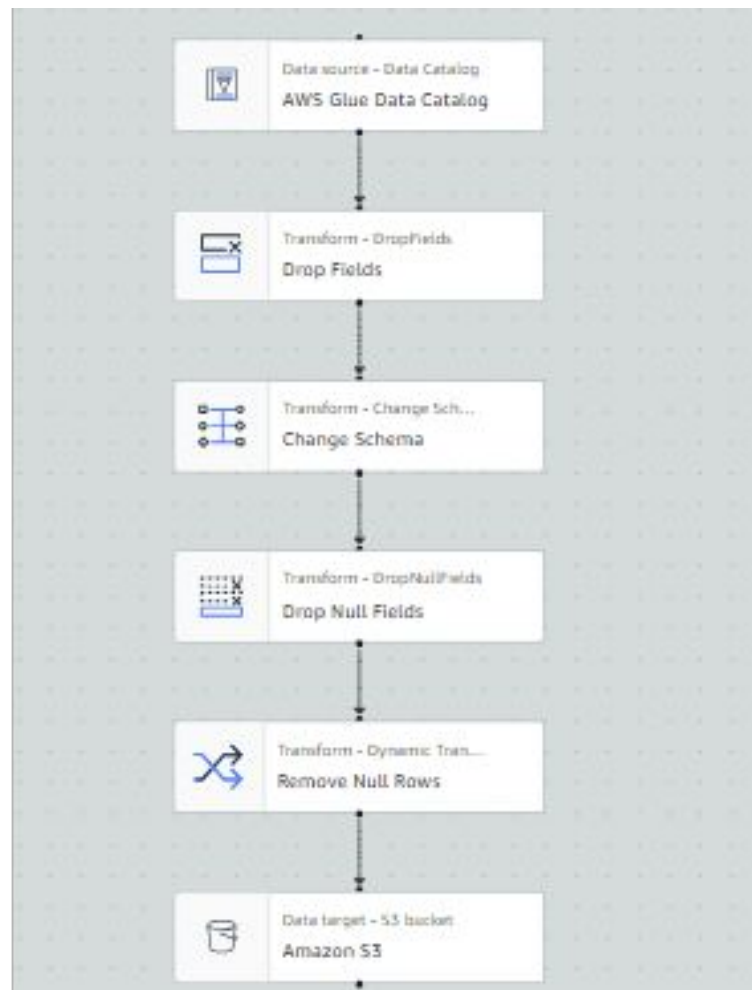 Data source - Data Catalog
AWS Glue Data Catalog
Transform - DropFields
Drop Fields
Transform - Change Sch...
Change Schema
Transform - DropNullFields
Drop Null Fields
Transform - Dynamic Tran...
Remove Null Rows
Data target - S3 bucket
Amazon S3